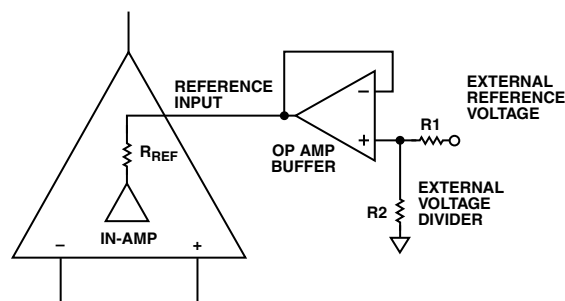 REFERENCE
INPUT
−
EXTERNAL
REFERENCE
VOLTAGE
R1
+
OP AMP
BUFFER
RREF
EXTERNAL
VOLTAGE
DIVIDER
R2
IN-AMP
−
+